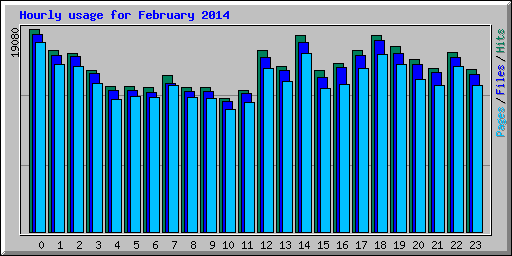 Hourly usage for February 2014
19080
Pages / Files / Hits
0 1 2 3 4 5 6 7 8 9 10 11 12 13 14 15 16 17 18 19 20 21 22 23